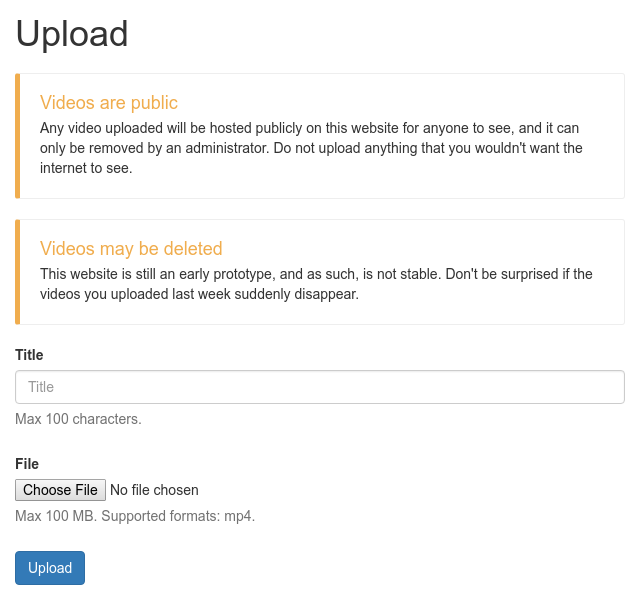 Upload
Videos are public
Any video uploaded will be hosted publicly on this website for anyone to see, and it can
only be removed by an administrator. Do not upload anything that you wouldn't want the
internet to see.
Videos may be deleted
This website is still an early prototype, and as such, is not stable. Don't be surprised if the
videos you uploaded last week suddenly disappear.
Title
Title
Max 100 characters.
File
Choose File No file chosen
Max 100 MB. Supported formats: mp4.
Upload